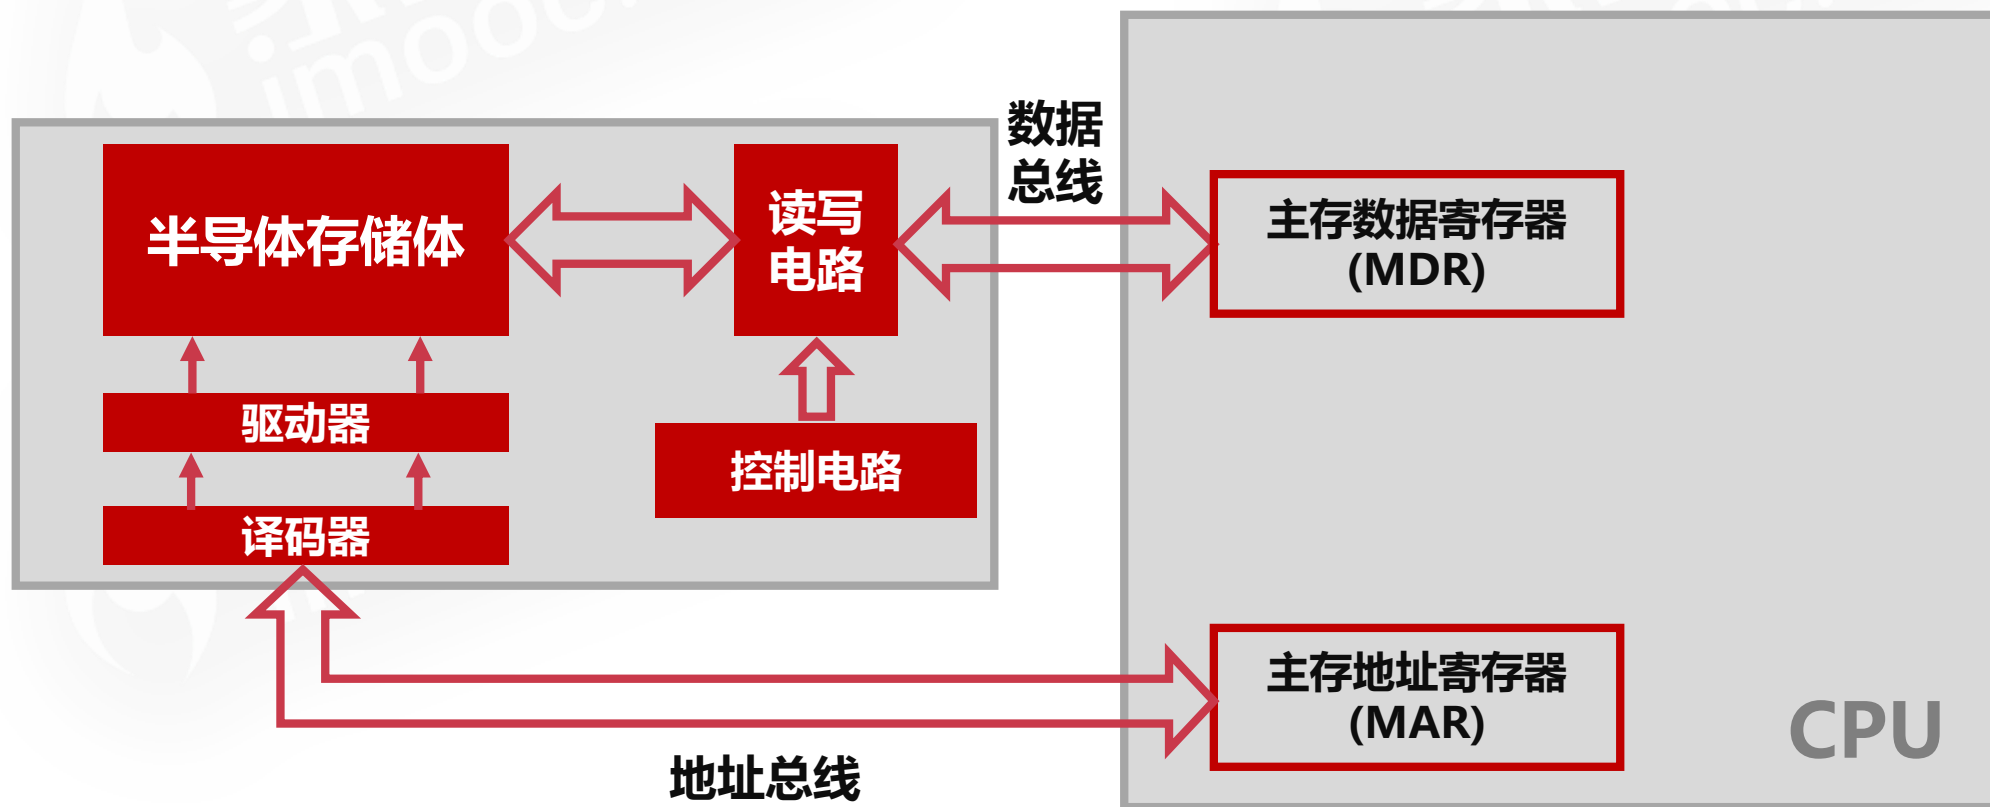 imooc
数据
总线
半导体存储体
读写
电路
主存数据寄存器
(MDR)
驱动器
控制电路
译码器
主存地址寄存器
(MAR)
CPU
地址总线